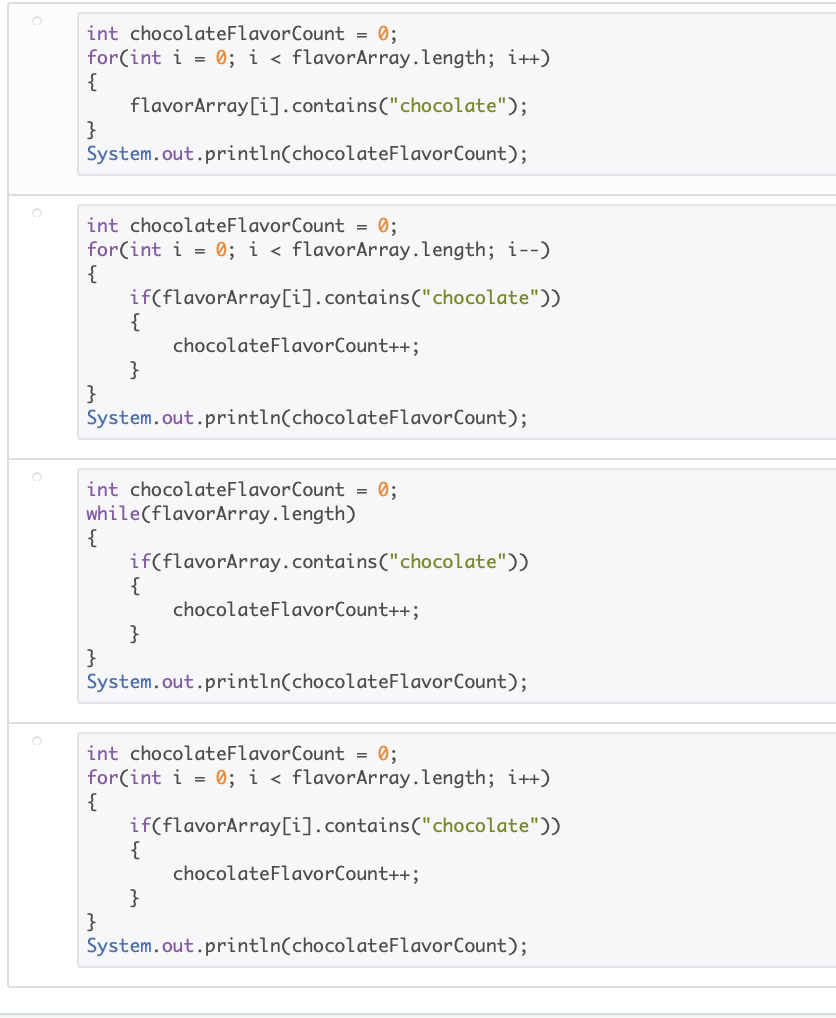 int chocolateFlavorCount = 0;
for(int i = 0; i < flavorArray.length; i++)
{
    flavorArray[i].contains("chocolate");
}
System.out.println(chocolateFlavorCount);
int chocolateFlavorCount = 0;
for(int i = 0; i < flavorArray.length; i--)
{
    if(flavorArray[i].contains("chocolate"))
    {
        chocolateFlavorCount++;
    }
}
System.out.println(chocolateFlavorCount);
int chocolateFlavorCount = 0;
while(flavorArray.length)
{
    if(flavorArray.contains("chocolate"))
    {
        chocolateFlavorCount++;
    }
}
System.out.println(chocolateFlavorCount);
int chocolateFlavorCount = 0;
for(int i = 0; i < flavorArray.length; i++)
{
    if(flavorArray[i].contains("chocolate"))
    {
        chocolateFlavorCount++;
    }
}
System.out.println(chocolateFlavorCount);